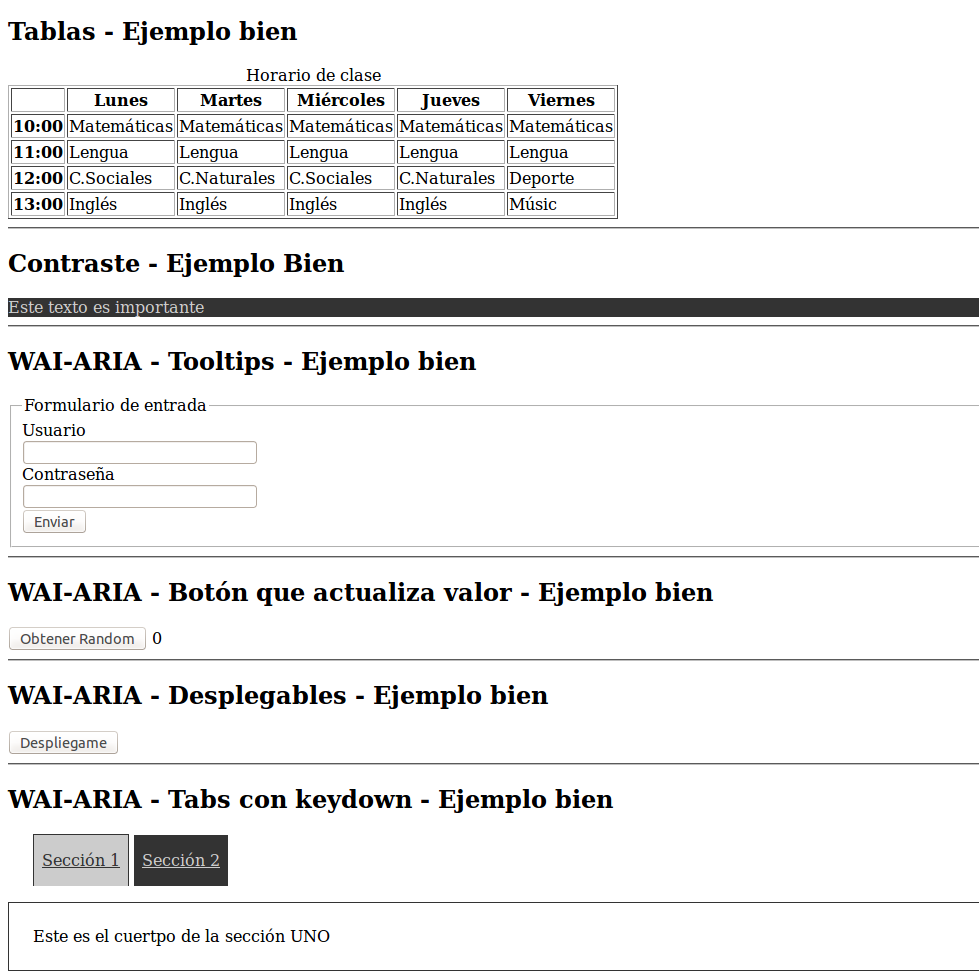 Tablas - Ejemplo bien
Horario de clase
Lunes Martes Miércoles Jueves Viernes
10:00 Matemáticas Matemáticas Matemáticas Matemáticas Matemáticas
11:00 Lengua Lengua Lengua Lengua Lengua
12:00 C.Sociales C.Naturales C.Sociales C.Naturales Deporte
13:00 Inglés Inglés Inglés Inglés Músic
Contraste - Ejemplo Bien
Este texto es importante
WAI-ARIA - Tooltips - Ejemplo bien
Formulario de entrada
Usuario
Contraseña
Enviar
WAI-ARIA - Botón que actualiza valor - Ejemplo bien
Obtener Random 0
WAI-ARIA - Desplegables - Ejemplo bien
Despliegame
WAI-ARIA - Tabs con keydown - Ejemplo bien
Sección 1 Sección 2
Este es el cuertpo de la sección UNO